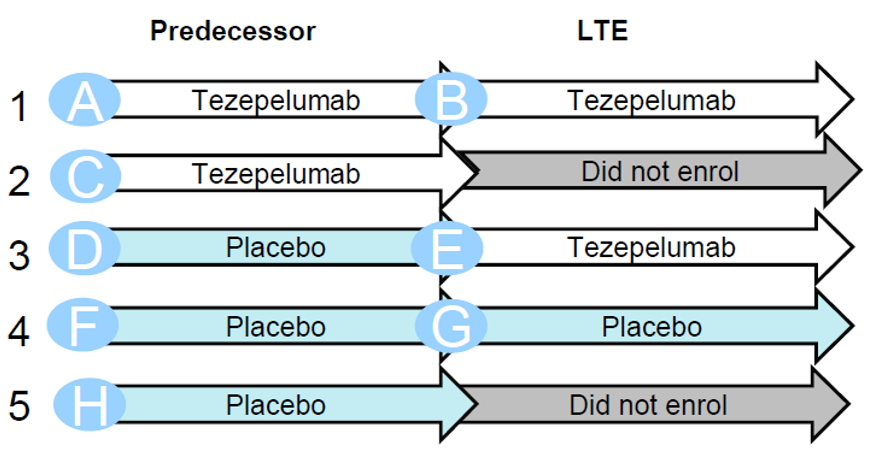 Predecessor LTE
1 A Tezepelumab B Tezepelumab
2 C Tezepelumab Did not enrol
3 D Placebo E Tezepelumab
4 F Placebo G Placebo
5 H Placebo Did not enrol